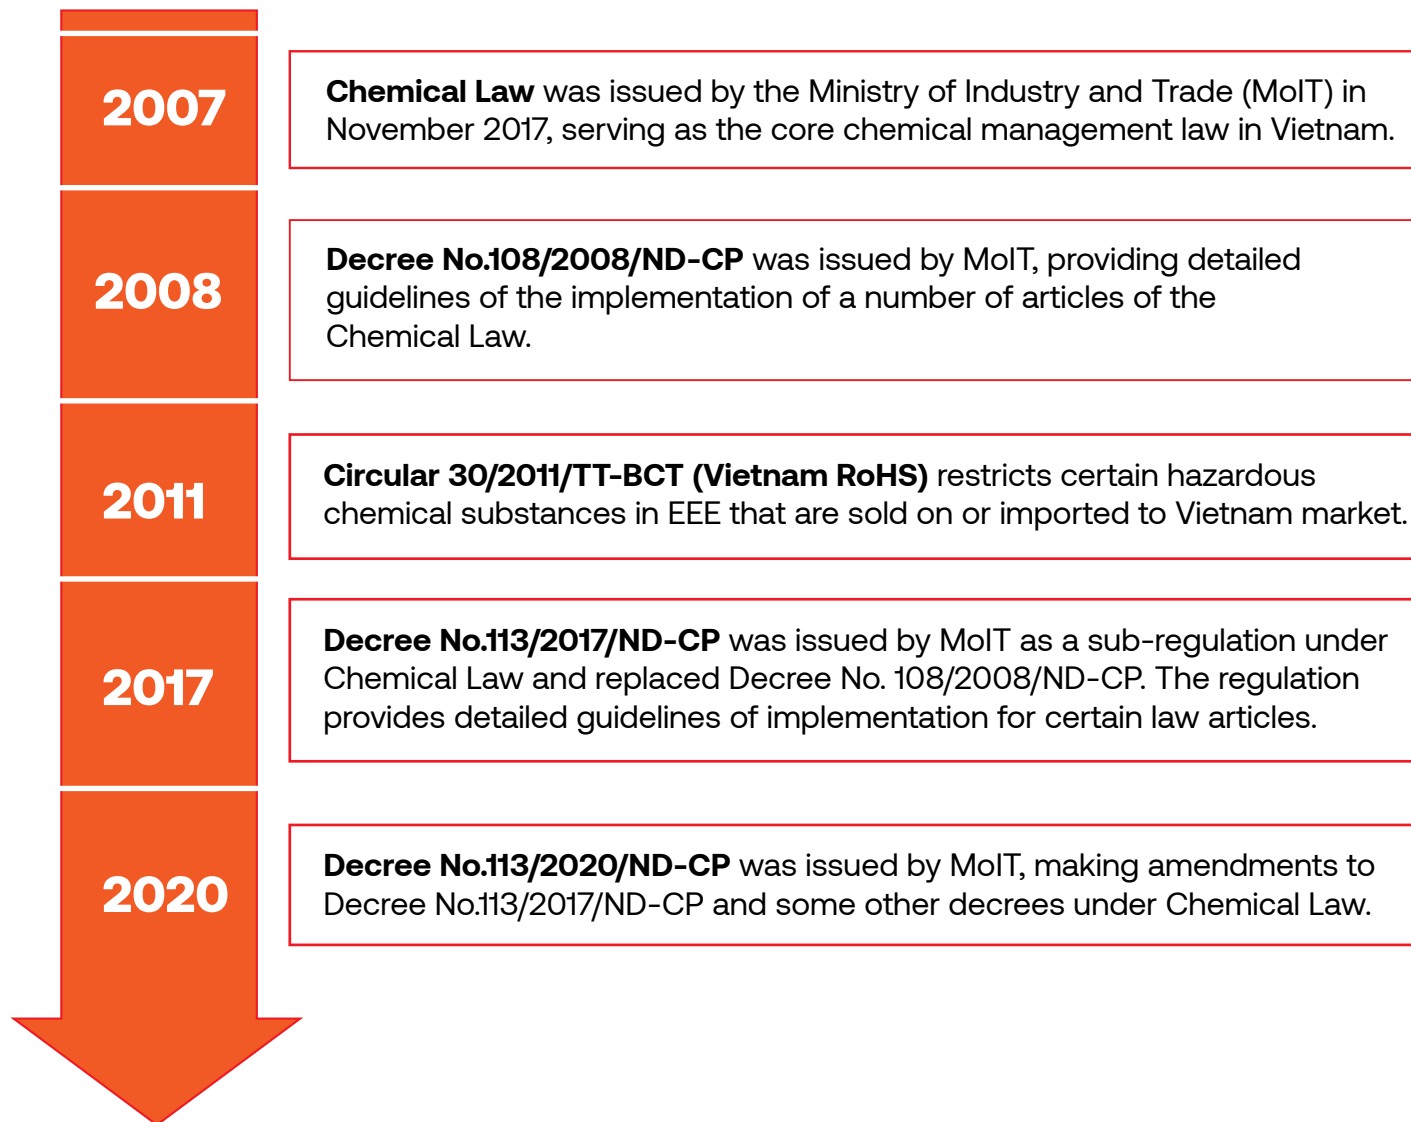 2007
Chemical Law was issued by the Ministry of Industry and Trade (MoIT) in
November 2017, serving as the core chemical management law in Vietnam.
2008
Decree No.108/2008/ND-CP was issued by MoIT, providing detailed
guidelines of the implementation of a number of articles of the
Chemical Law.
2011
Circular 30/2011/TT-BCT (Vietnam RoHS) restricts certain hazardous
chemical substances in EEE that are sold on or imported to Vietnam market.
2017
Decree No.113/2017/ND-CP was issued by MoIT as a sub-regulation under
Chemical Law and replaced Decree No. 108/2008/ND-CP. The regulation
provides detailed guidelines of implementation for certain law articles.
2020
Decree No.113/2020/ND-CP was issued by MoIT, making amendments to
Decree No.113/2017/ND-CP and some other decrees under Chemical Law.